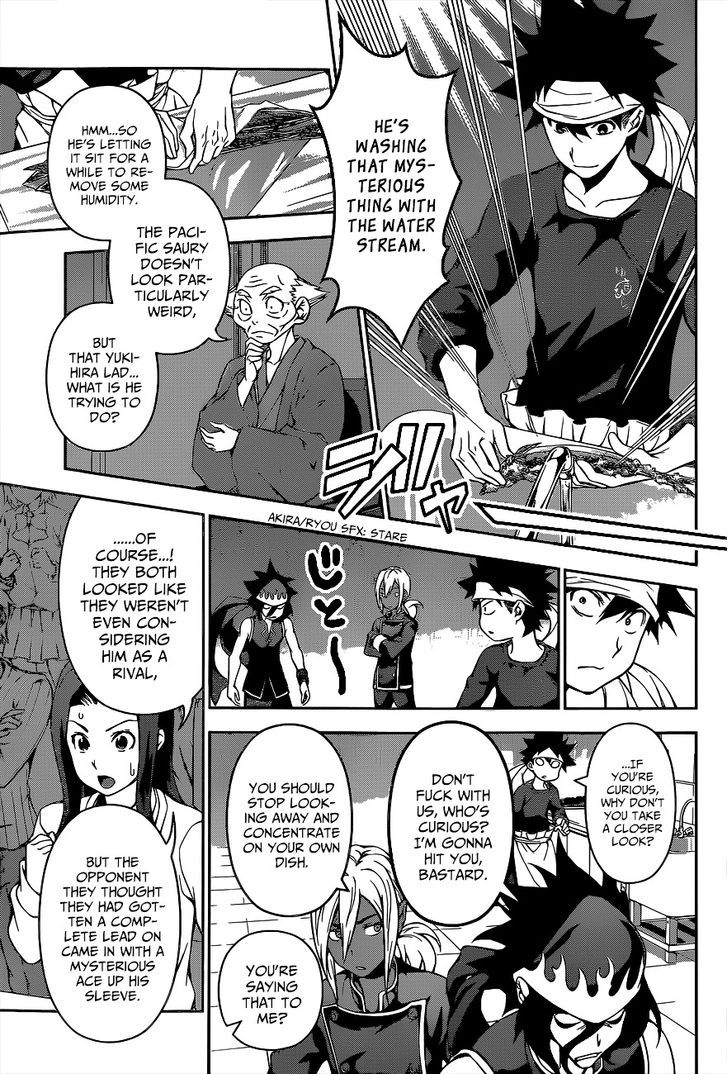 HE'S
WASHING
THAT MYS-
TERIOUS
THING WITH
THE WATER
STREAM.
HMM...SO
HE'S LETTING
IT SIT FOR A
WHILE TO RE-
MOVE SOME
HUMIDITY.
THE PACI-
FIC SAURY
DOESN'T
LOOK PAR-
TICULARLY
WEIRD,
BUT
THAT YUKI-
HIRA LAD...
WHAT IS HE
TRYING TO
DO?
ジャ
AKIRA/RYOU SFX: STARE
じとー
......OF
COURSE...!
THEY BOTH
LOOKED LIKE
THEY WEREN'T
EVEN CON-
SIDERING
HIM AS A
RIVAL,
BUT THE
OPPONENT
THEY THOUGHT
THEY HAD GOT-
TEN A COMP-
LETE LEAD ON
CAME IN WITH A
MYSTERIOUS
ACE UP HIS
SLEEVE.
...IF
YOU'RE
CURIOUS,
WHY DON'T
YOU TAKE
A CLOSER
LOOK?
DON'T
FUCK WITH
US, WHO'S
CURIOUS?
I'M GONNA
HIT YOU,
BASTARD.
YOU SHOULD
STOP LOOK-
ING AWAY AND
CONCENTRATE
ON YOUR OWN
DISH.
YOU'RE
SAYING
THAT TO
ME?